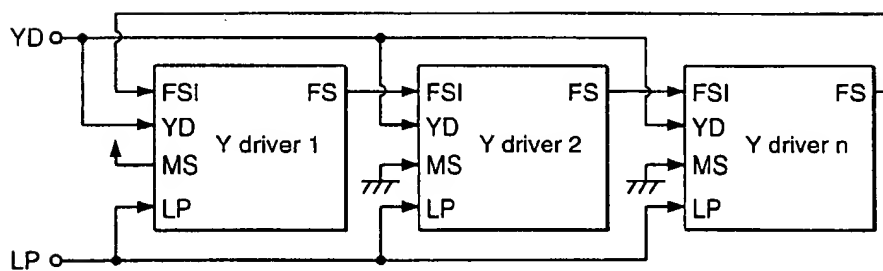 YD
FSI FS FSI FS FSI FS
YD YD YD
Y driver 1 Y driver 2 Y driver n
MS MS MS
LP LP LP
LP